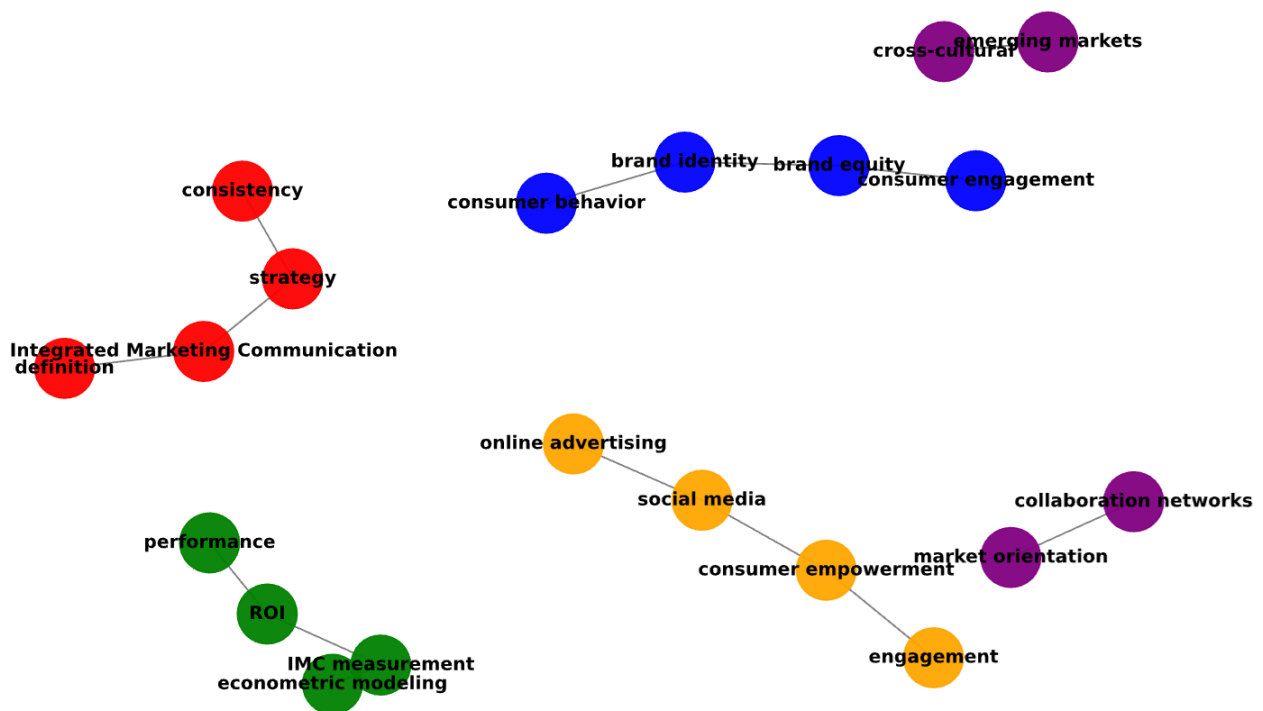 emerging markets
cross-cultural
brand identity
brand equity
consumer engagement
consistency
consumer behavior
strategy
Integrated Marketing Communication
definition
online advertising
social media
collaboration networks
performance
market orientation
consumer empowerment
ROI
engagement
IMC measurement
econometric modeling